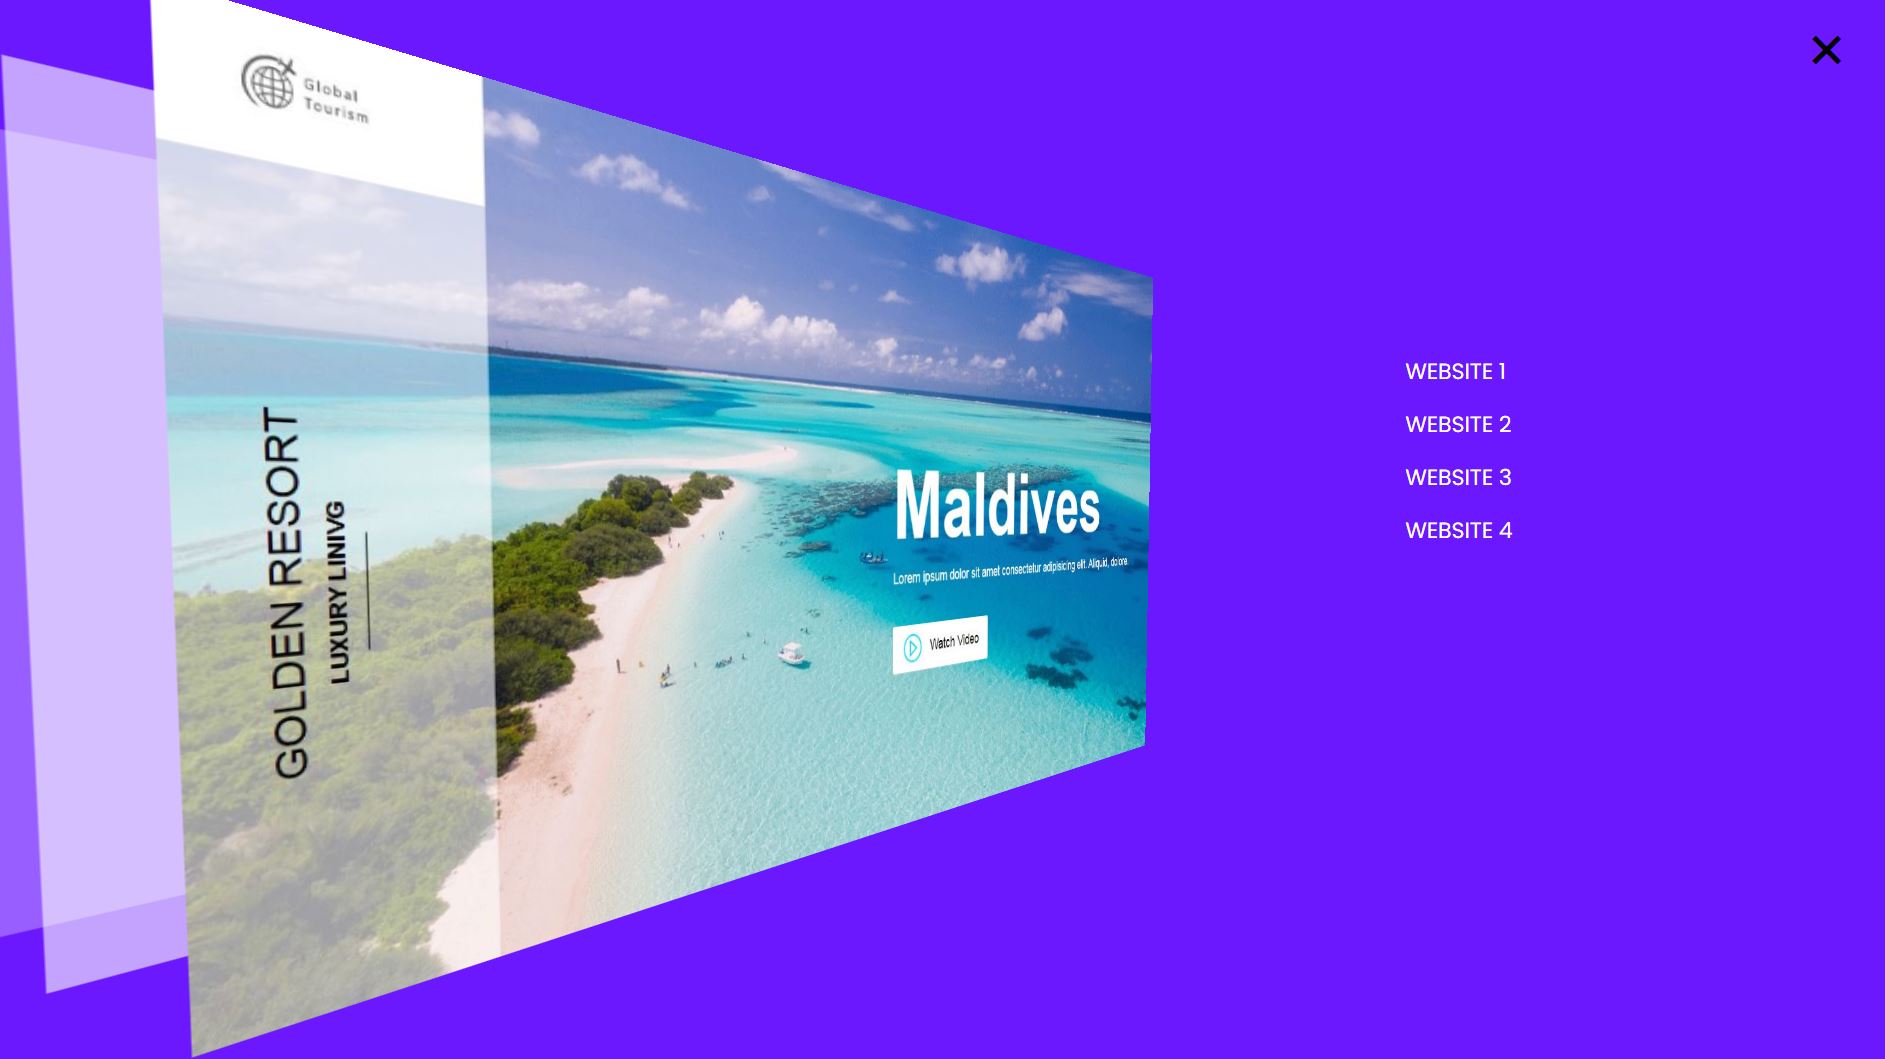 Global
Tourism
GOLDEN RESORT
LUXURY LINIVG
Maldives
Lorem ipsum dolor sit amet consectetur adipisicing elit. Aliquid, dolore.
Watch Video
WEBSITE 1
WEBSITE 2
WEBSITE 3
WEBSITE 4